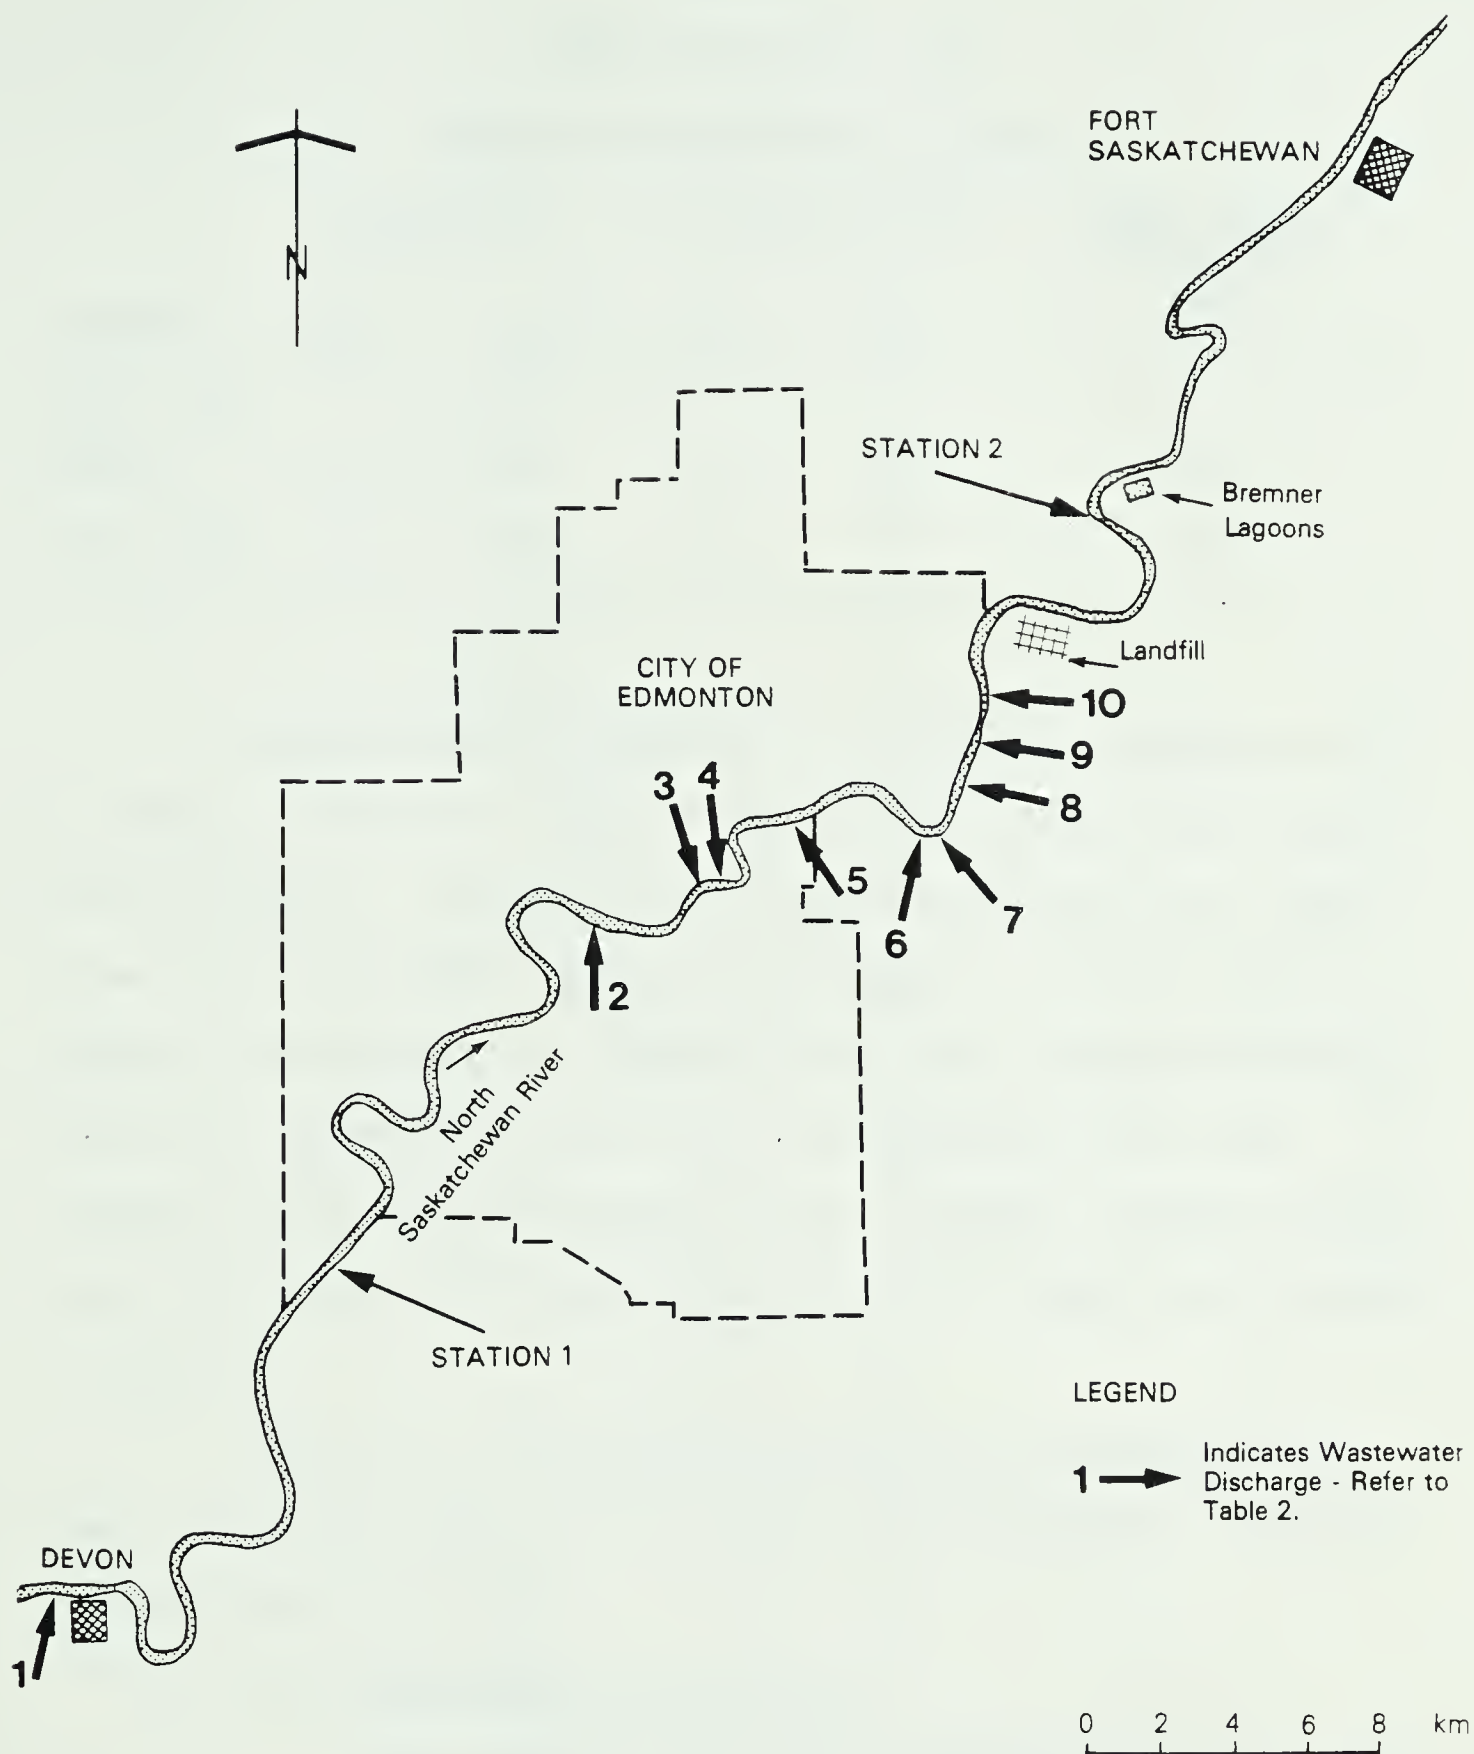 FORT
SASKATCHEWAN
N
STATION 2
Bremner
Lagoons
Landfill
CITY OF
EDMONTON
10
9
8
3
4
5
7
6
2
North
Saskatchewan River
STATION 1
LEGEND
1
Indicates Wastewater
Discharge - Refer to
Table 2.
DEVON
1
0 2 4 6 8 km